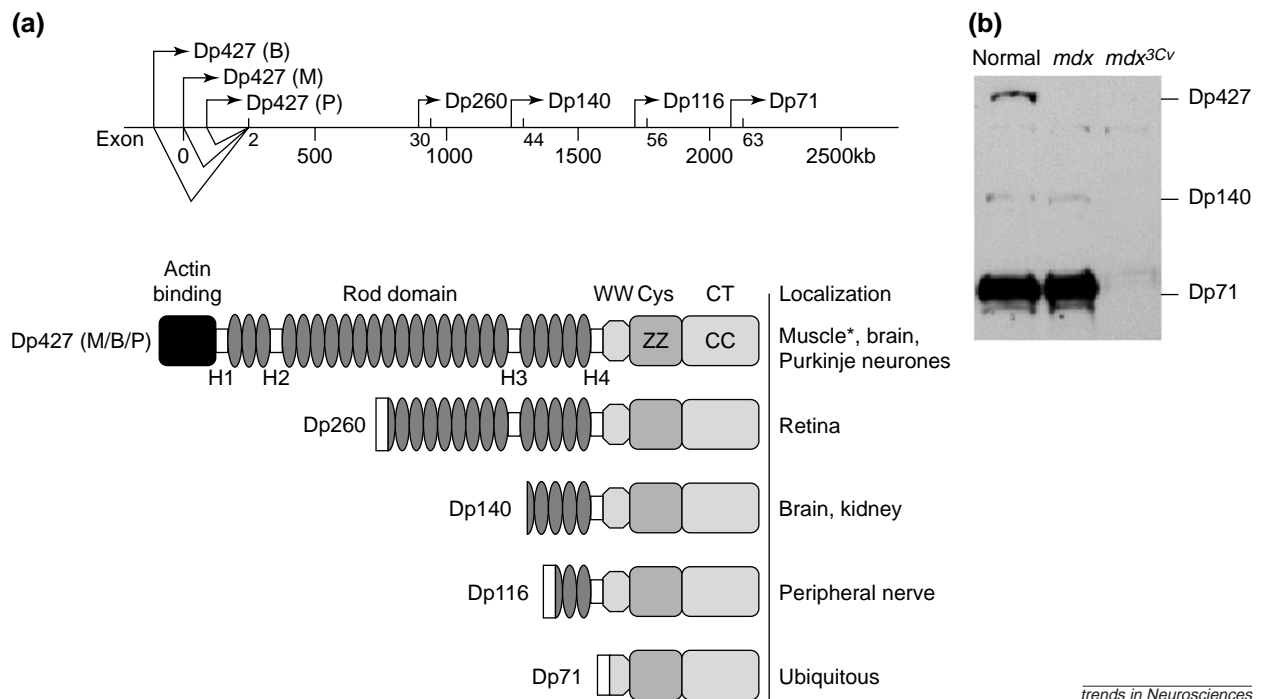 (a)
Dp427 (B)
Dp427 (M)
Dp427 (P)
Dp260
Dp140
Dp116
Dp71
Exon
0
2
500
30
1000
44
1500
56
2000
63
2500kb
Actin
binding
Rod domain
WW
Cys
CT
Localization
Dp427 (M/B/P)
ZZ
CC
Muscle*, brain,
Purkinje neurones
H1
H2
H3
H4
Dp260
Retina
Dp140
Brain, kidney
Dp116
Peripheral nerve
Dp71
Ubiquitous
(b)
Normal mdx mdx3Cv
Dp427
Dp140
Dp71
trends in Neurosciences